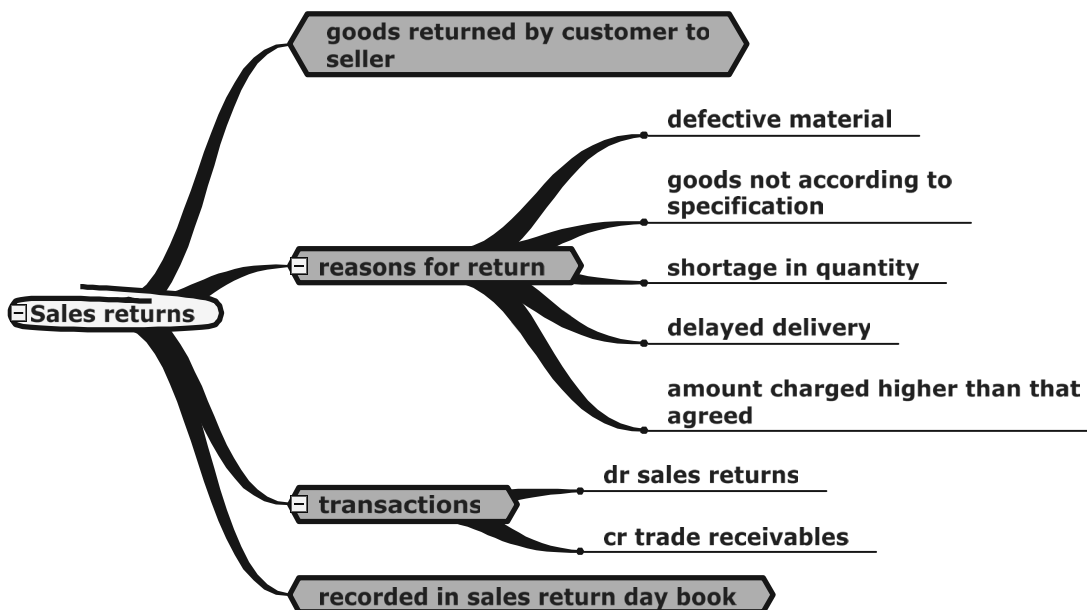 goods returned by customer to
seller
defective material
goods not according to
specification
reasons for return
shortage in quantity
Sales returns
delayed delivery
amount charged higher than that
agreed
dr sales returns
transactions
cr trade receivables
recorded in sales return day book